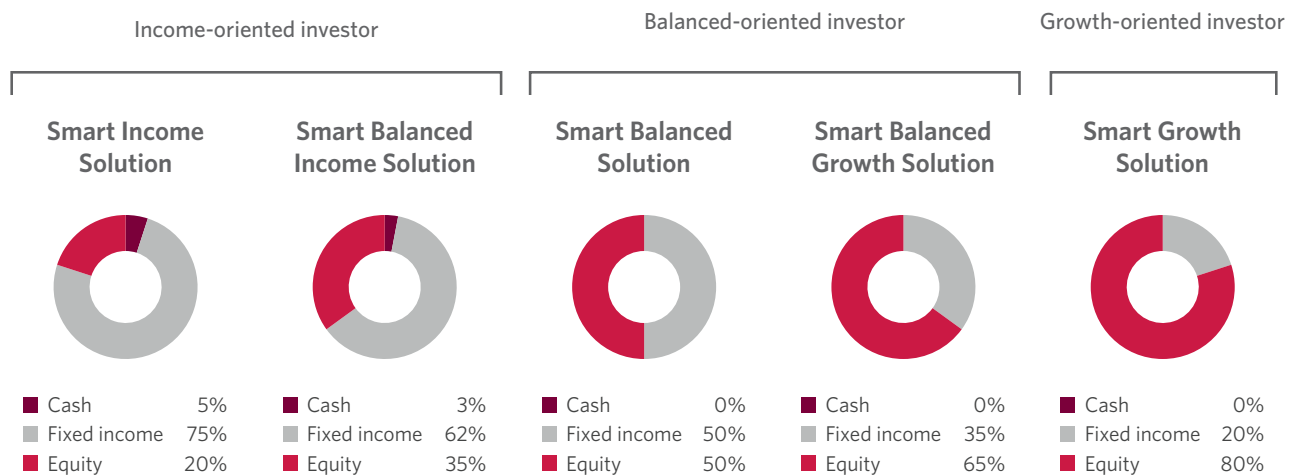 Income-oriented investor
Balanced-oriented investor
Growth-oriented investor
Smart Income
Solution
Smart Balanced
Income Solution
Smart Balanced
Solution
Smart Balanced
Growth Solution
Smart Growth
Solution
Cash 5%
Fixed income 75%
Equity 20%
Cash 3%
Fixed income 62%
Equity 35%
Cash 0%
Fixed income 50%
Equity 50%
Cash 0%
Fixed income 35%
Equity 65%
Cash 0%
Fixed income 20%
Equity 80%